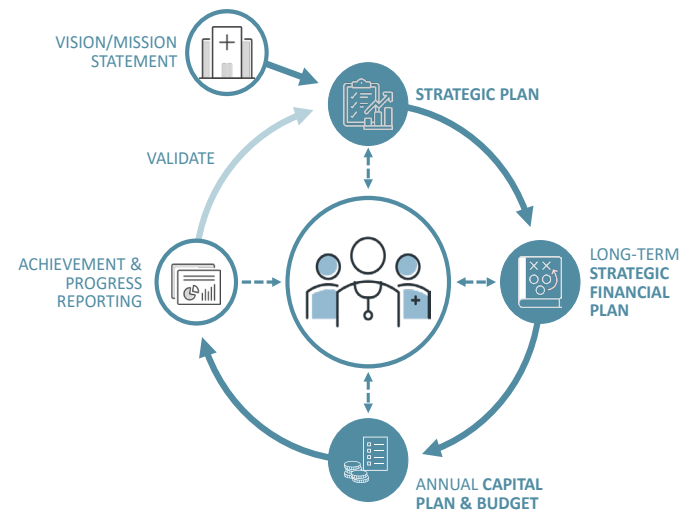 VISION/MISSION
STATEMENT
STRATEGIC PLAN
VALIDATE
ACHIEVEMENT &
PROGRESS
REPORTING
LONG-TERM
STRATEGIC
FINANCIAL
PLAN
ANNUAL CAPITAL
PLAN & BUDGET